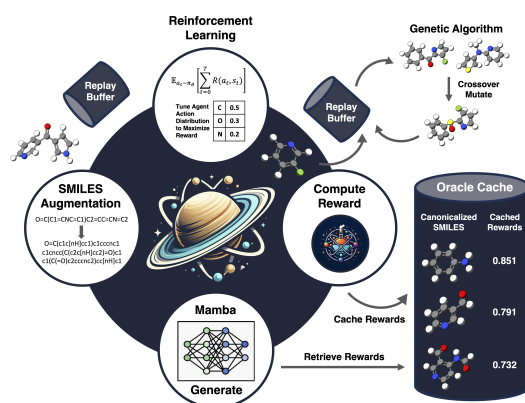 Reinforcement
Learning
Genetic Algorithm
Replay
Buffer
Replay
Buffer
Crossover
Mutate
Tune Agent
Action
Distribution
to Maximize
Reward
C 0.5
O 0.3
N 0.2
SMILES
Augmentation
O=C(C1=CNC=C1)C2=CC=NC=C2
O=C(c1c[nH]cc1)c1ccncc1
c1cncc(C(c2c[nH]cc2)=O)c1
c1(C(=O)c2cccnc2)cc[nH]c1
Compute
Reward
Oracle Cache
Canonicalized
SMILES
Cached
Rewards
0.851
0.791
0.732
Cache Rewards
Retrieve Rewards
Mamba
Generate